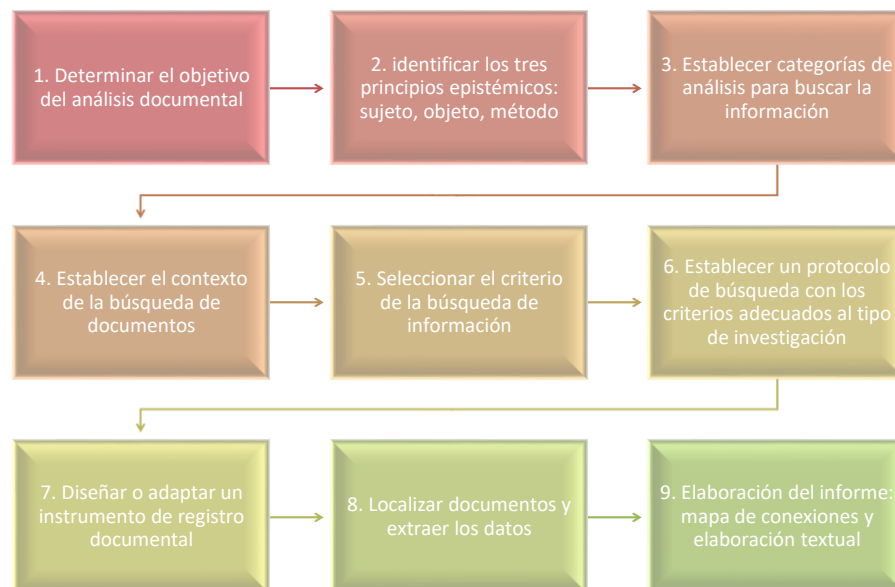 1. Determinar el objetivo
del análisis documental
2. identificar los tres
principios epistémicos:
sujeto, objeto, método
3. Establecer categorías de
análisis para buscar la
información
4. Establecer el contexto
de la búsqueda de
documentos
5. Seleccionar el criterio
de la búsqueda de
información
6. Establecer un protocolo
de búsqueda con los
criterios adecuados al tipo
de investigación
7. Diseñar o adaptar un
instrumento de registro
documental
8. Localizar documentos y
extraer los datos
9. Elaboración del informe:
mapa de conexiones y
elaboración textual